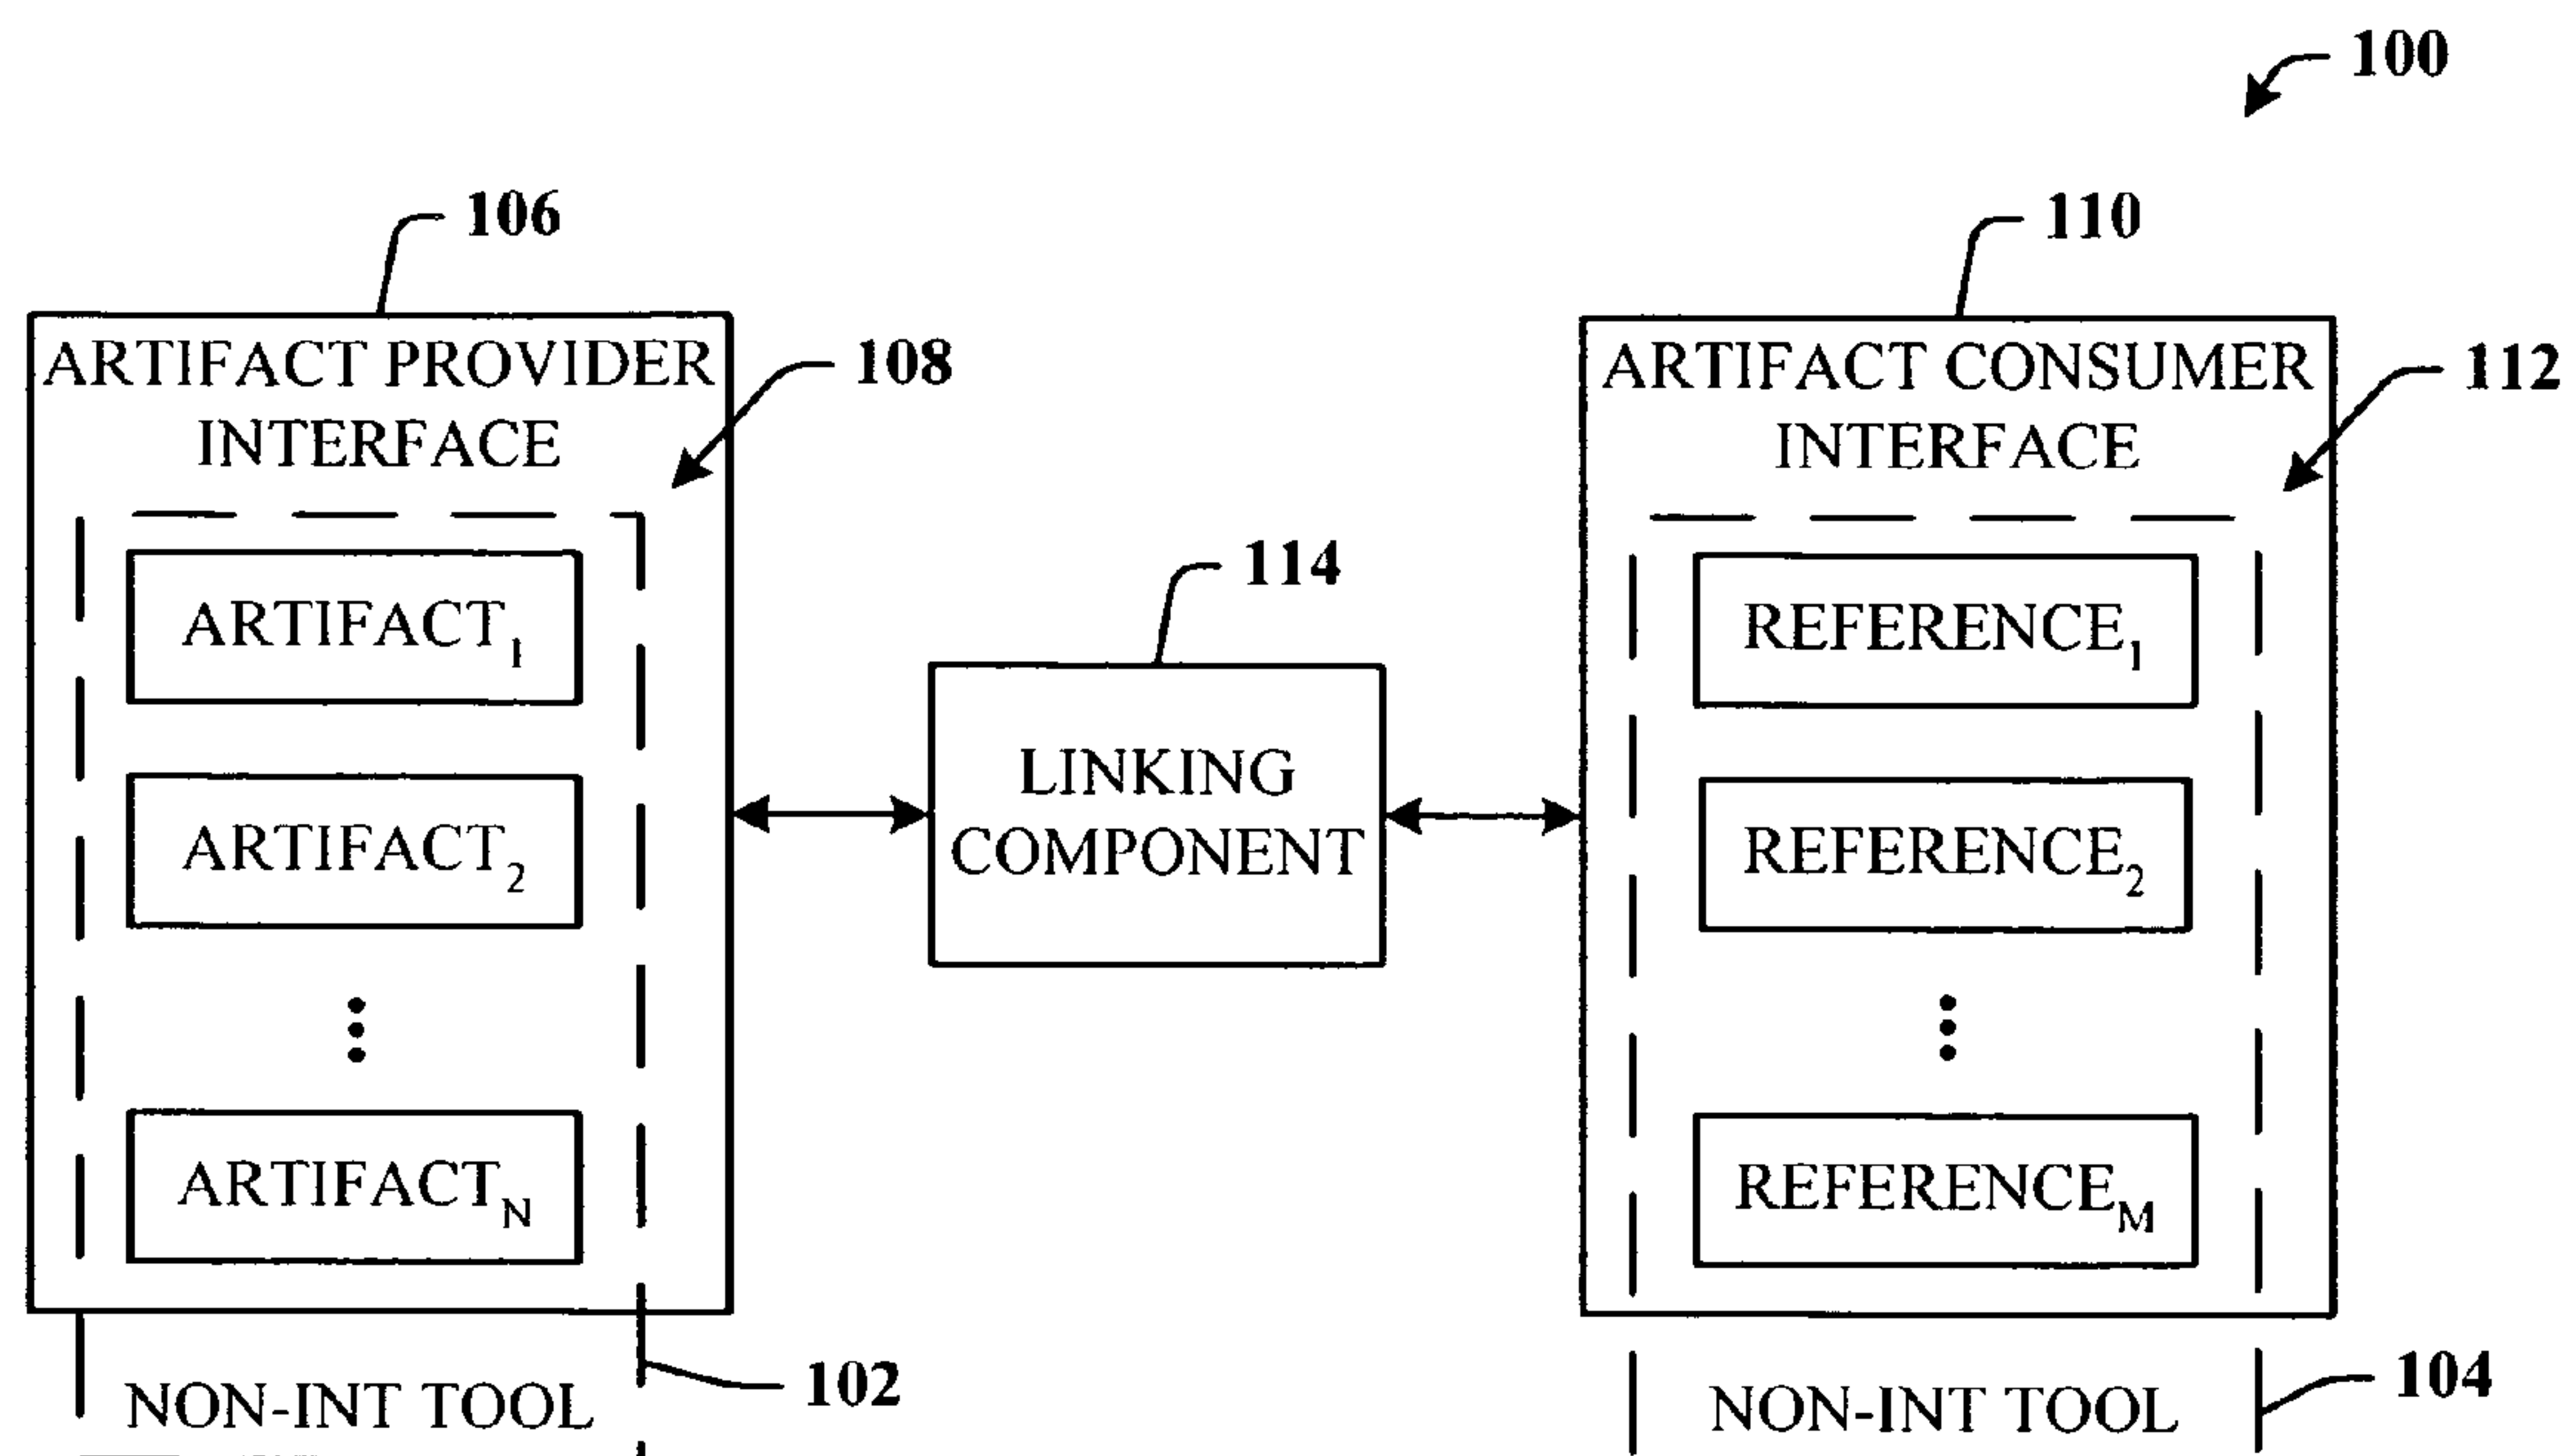 100
106
110
ARTIFACT PROVIDER
INTERFACE
108
ARTIFACT CONSUMER
INTERFACE
112
ARTIFACT1
ARTIFACT2
ARTIFACTN
114
LINKING
COMPONENT
REFERENCE1
REFERENCE2
REFERENCEM
NON-INT TOOL
102
NON-INT TOOL
104